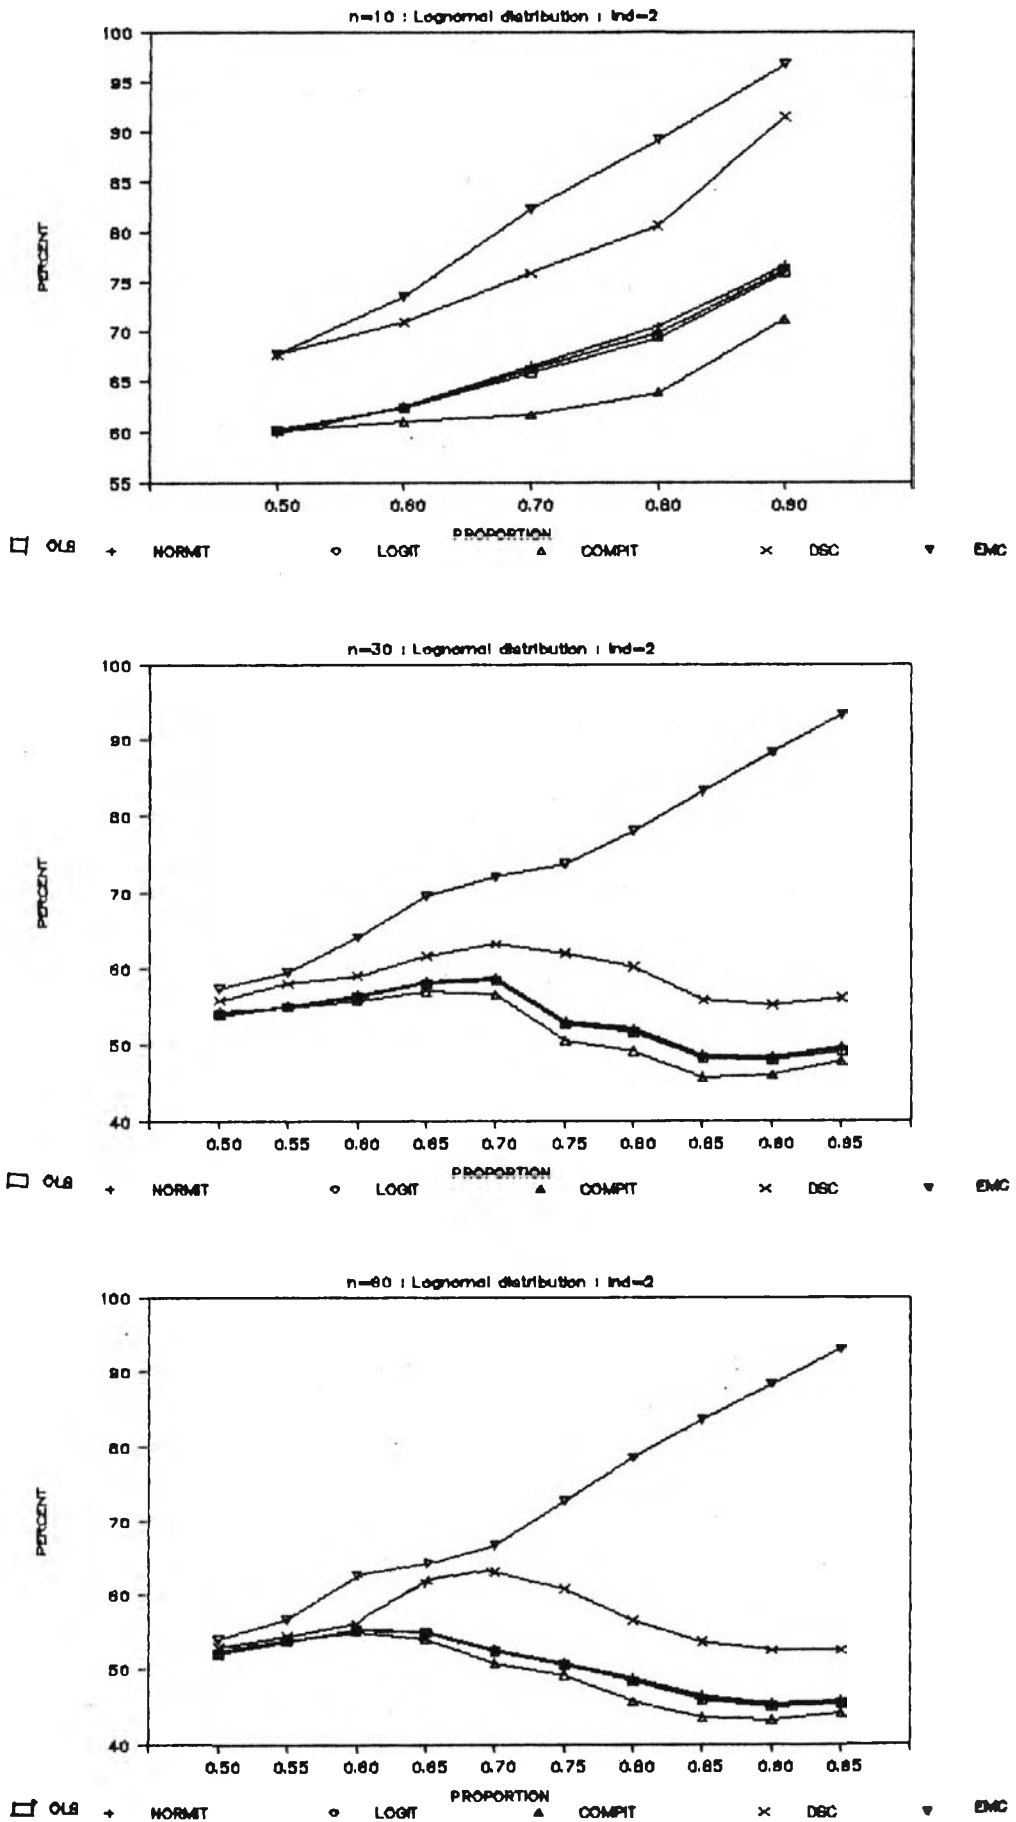 n=10 : Lognormal distribution : Ind=2
100
95
90
85
80
75
70
65
60
55
PERCENT
0.50 0.60 0.70 0.80 0.90
PROPORTION
OLS + NORMIT LOGIT COMPIT × DSC EMC
n=30 : Lognormal distribution : Ind=2
100
90
80
70
60
50
40
PERCENT
0.50 0.55 0.60 0.65 0.70 0.75 0.80 0.85 0.90 0.95
PROPORTION
OLS + NORMIT LOGIT COMPIT × DSC EMC
n=60 : Lognormal distribution : Ind=2
100
90
80
70
60
50
40
PERCENT
0.50 0.55 0.60 0.65 0.70 0.75 0.80 0.85 0.90 0.95
PROPORTION
OLS + NORMIT LOGIT COMPIT × DSC EMC